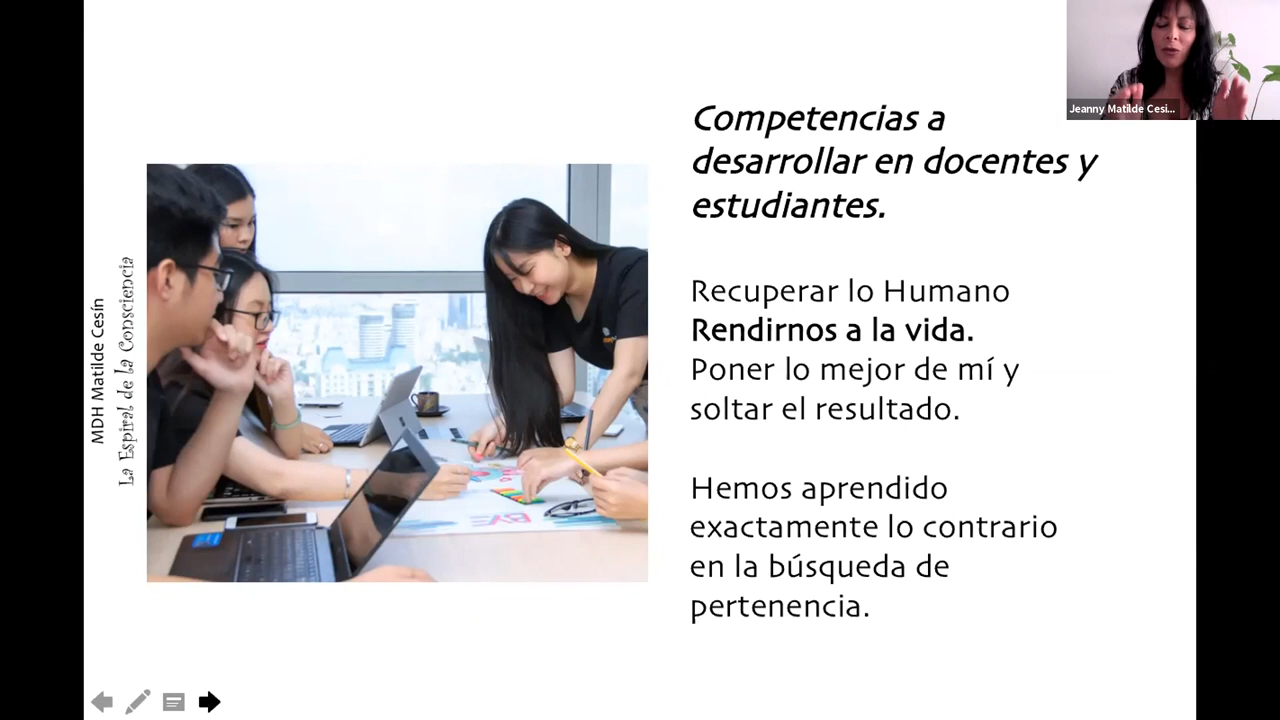 Jeanny Matilde Cesi...
Competencias a
desarrollar en docentes y
estudiantes.
Recuperar lo Humano
Rendirnos a la vida.
Poner lo mejor de mí y
soltar el resultado.
Hemos aprendido
exactamente lo contrario
en la búsqueda de
pertenencia.
MDH Matilde Cesín
La Espiral de la Consciencia